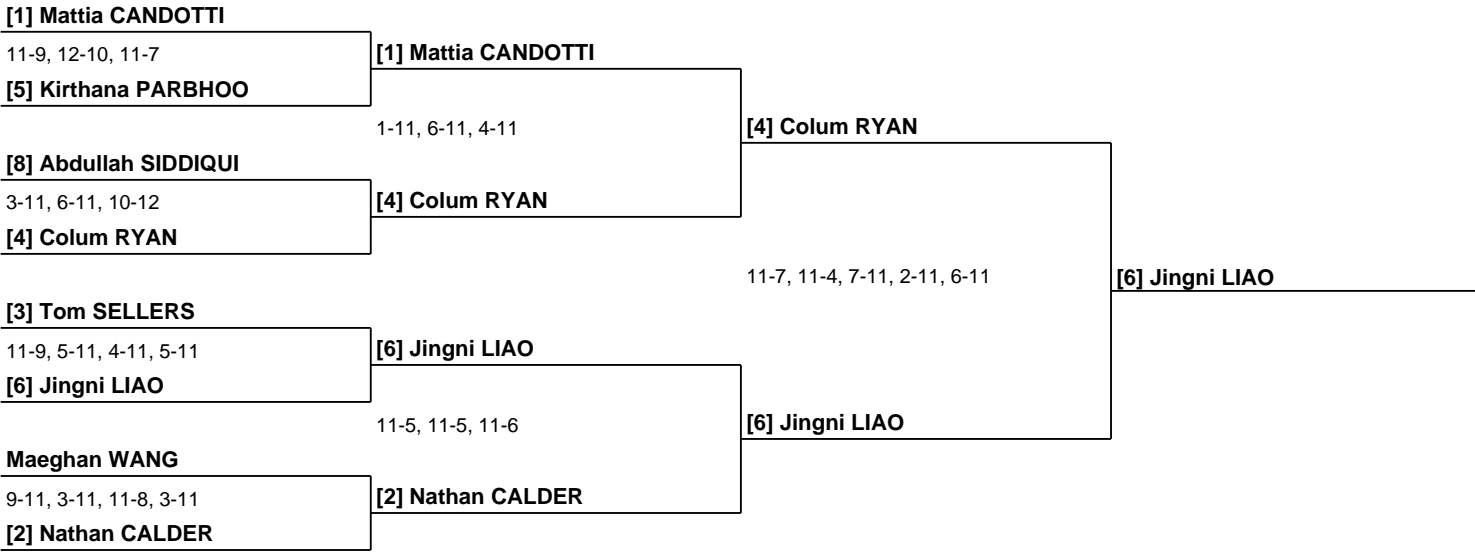 [1] Mattia CANDOTTI
11-9, 12-10, 11-7
[5] Kirthana PARBHOO
[1] Mattia CANDOTTI
1-11, 6-11, 4-11
[8] Abdullah SIDDIQUI
3-11, 6-11, 10-12
[4] Colum RYAN
[4] Colum RYAN
[4] Colum RYAN
11-7, 11-4, 7-11, 2-11, 6-11
[6] Jingni LIAO
[3] Tom SELLERS
11-9, 5-11, 4-11, 5-11
[6] Jingni LIAO
[6] Jingni LIAO
11-5, 11-5, 11-6
[6] Jingni LIAO
Maeghan WANG
9-11, 3-11, 11-8, 3-11
[2] Nathan CALDER
[2] Nathan CALDER